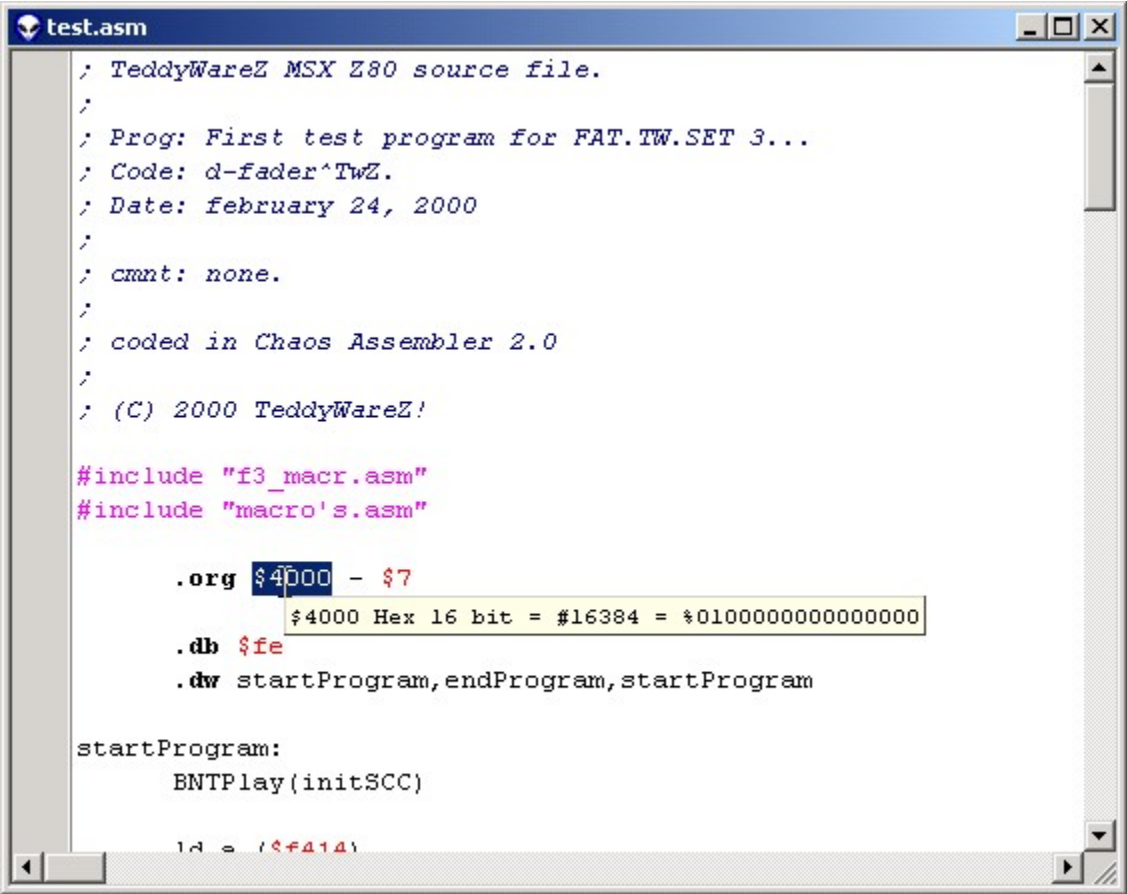 test.asm
; TeddyWareZ MSX Z80 source file.
;
; Prog: First test program for FAT.TW.SET 3...
; Code: d-fader^TwZ.
; Date: february 24, 2000
;
; cmnt: none.
;
; coded in Chaos Assembler 2.0
;
; (C) 2000 TeddyWareZ!
#include "f3_macr.asm"
#include "macro's.asm"
.org $4000 - $7
$4000 Hex 16 bit = #16384 = %0100000000000000
.db $fe
.dw startProgram,endProgram,startProgram
startProgram:
BNTPlay(initSCC)
ld a,($f414)